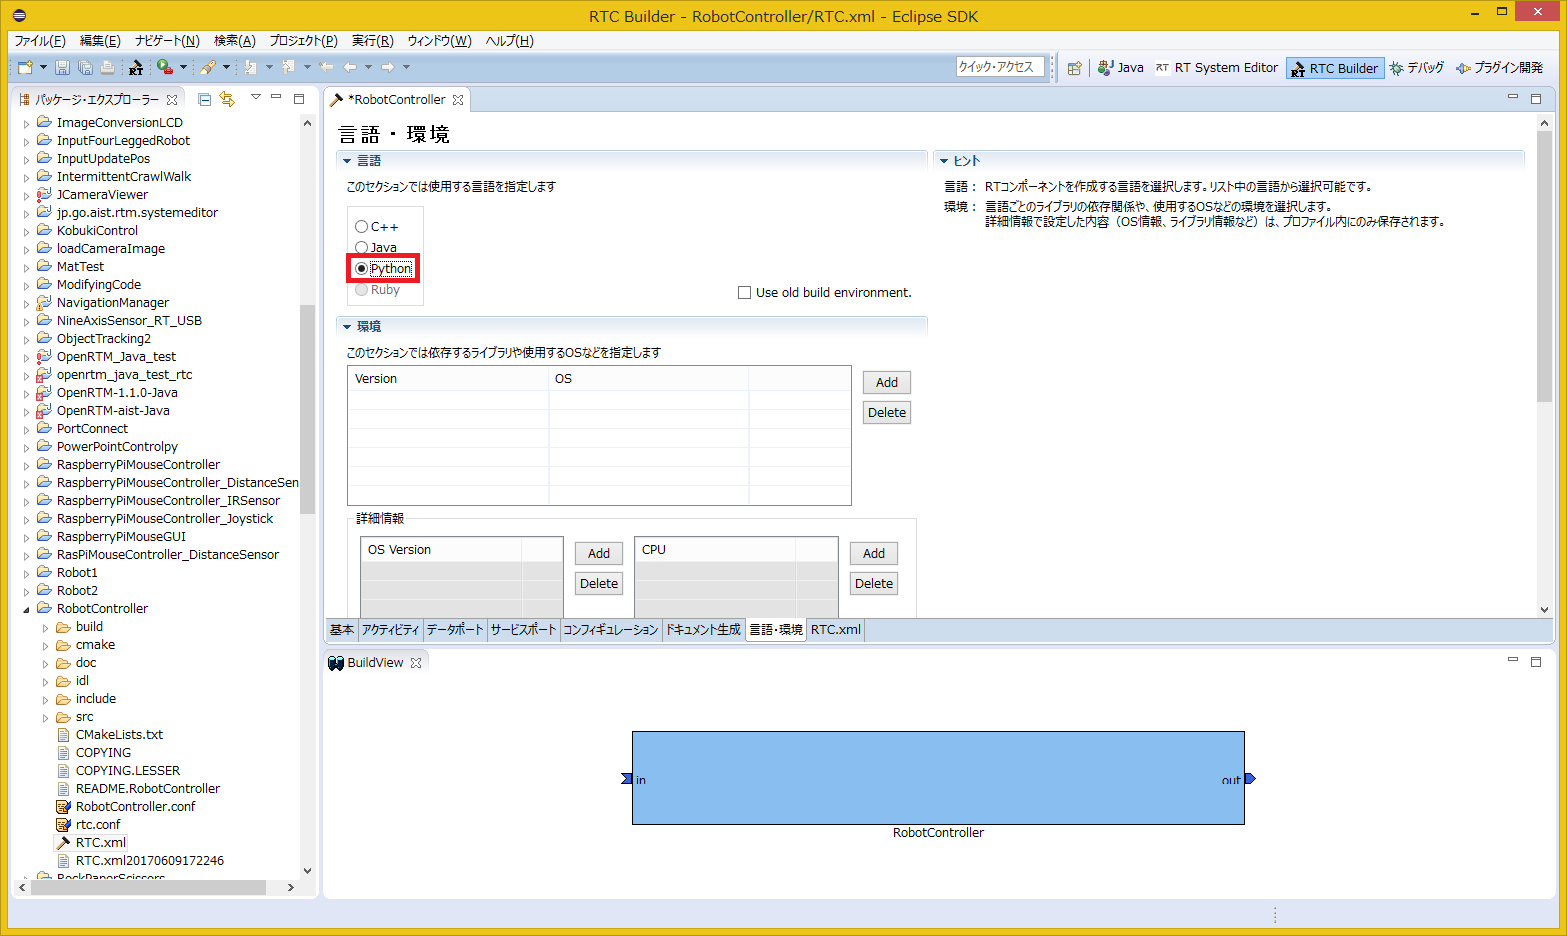 RTC Builder - RobotController/RTC.xml - Eclipse SDK
ファイル(F) 編集(E) ナビゲート(N) 検索(A) プロジェクト(P) 実行(R) ウィンドウ(W) ヘルプ(H)
クイック・アクセス Java RT RT System Editor RTC Builder デバッグ プラグイン開発
パッケージ・エクスプローラー
ImageConversionLCD
InputFourLeggedRobot
InputUpdatePos
IntermittentCrawlWalk
JCameraViewer
jp.go.aist.rtm.systemeditor
KobukiControl
loadCameraImage
MatTest
ModifyingCode
NavigationManager
NineAxisSensor_RT_USB
ObjectTracking2
OpenRTM_Java_test
openrtm_java_test_rtc
OpenRTM-1.1.0-Java
OpenRTM-aist-Java
PortConnect
PowerPointControlpy
RaspberryPiMouseController
RaspberryPiMouseController_DistanceSen
RaspberryPiMouseController_IRSensor
RaspberryPiMouseController_Joystick
RaspberryPiMouseGUI
RasPiMouseController_DistanceSensor
Robot1
Robot2
RobotController
build
cmake
doc
idl
include
src
CMakeLists.txt
COPYING
COPYING.LESSER
README.RobotController
RobotController.conf
rtc.conf
RTC.xml
RTC.xml20170609172246
RockPaperScissors
*RobotController
言語・環境
言語
このセクションでは使用する言語を指定します
C++
Java
Python
Ruby
Use old build environment.
環境
このセクションでは依存するライブラリや使用するOSなどを指定します
Version OS
Add
Delete
詳細情報
OS Version
Add
Delete
CPU
Add
Delete
ヒント
言語： RTコンポーネントを作成する言語を選択します。リスト中の言語から選択可能です。
環境： 言語ごとのライブラリの依存関係や、使用するOSなどの環境を選択します。
詳細情報で設定した内容（OS情報、ライブラリ情報など）は、プロファイル内にのみ保存されます。
基本 アクティビティ データポート サービスポート コンフィギュレーション ドキュメント生成 言語・環境 RTC.xml
BuildView
in out
RobotController